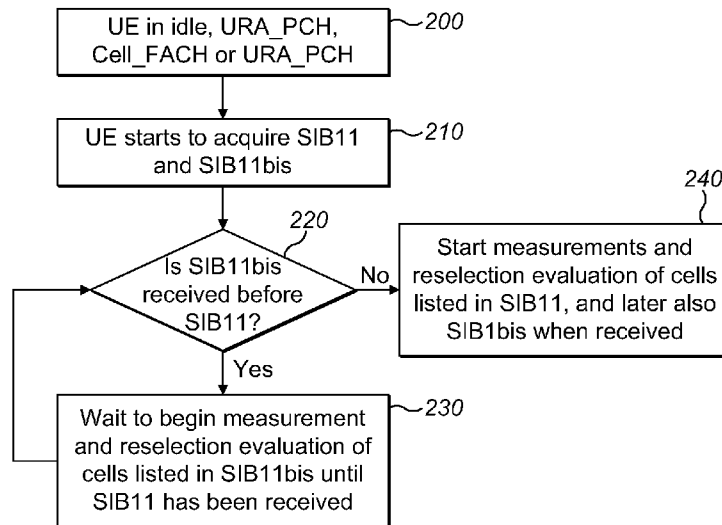 UE in idle, URA_PCH,
Cell_FACH or URA_PCH
200
UE starts to acquire SIB11
and SIB11bis
210
220
Is SIB11bis
received before
SIB11?
No
Yes
240
Start measurements and
reselection evaluation of cells
listed in SIB11, and later also
SIB1bis when received
230
Wait to begin measurement
and reselection evaluation of
cells listed in SIB11bis until
SIB11 has been received